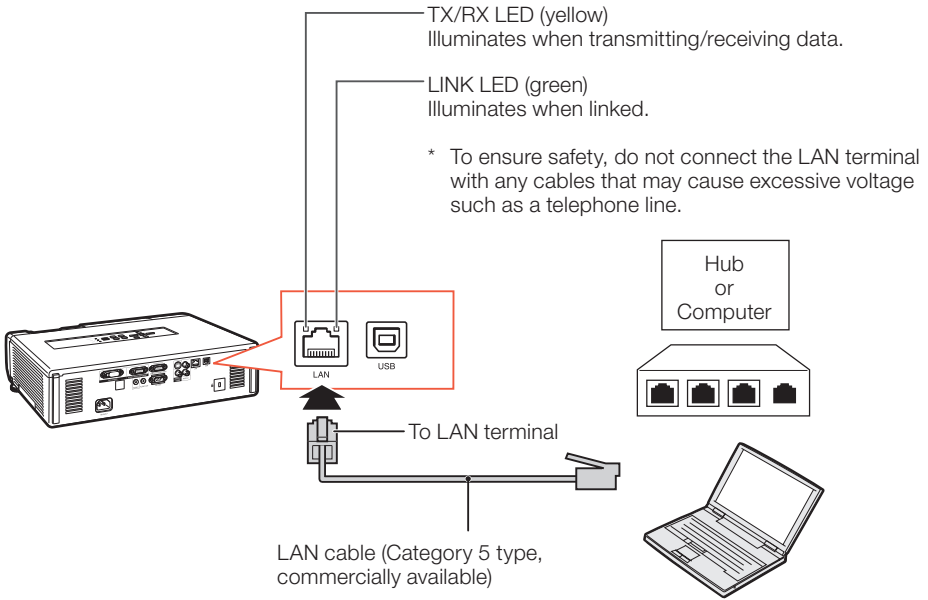 TX/RX LED (yellow)
Illuminates when transmitting/receiving data.
LINK LED (green)
Illuminates when linked.
* To ensure safety, do not connect the LAN terminal
with any cables that may cause excessive voltage
such as a telephone line.
Hub
or
Computer
LAN
USB
To LAN terminal
LAN cable (Category 5 type,
commercially available)